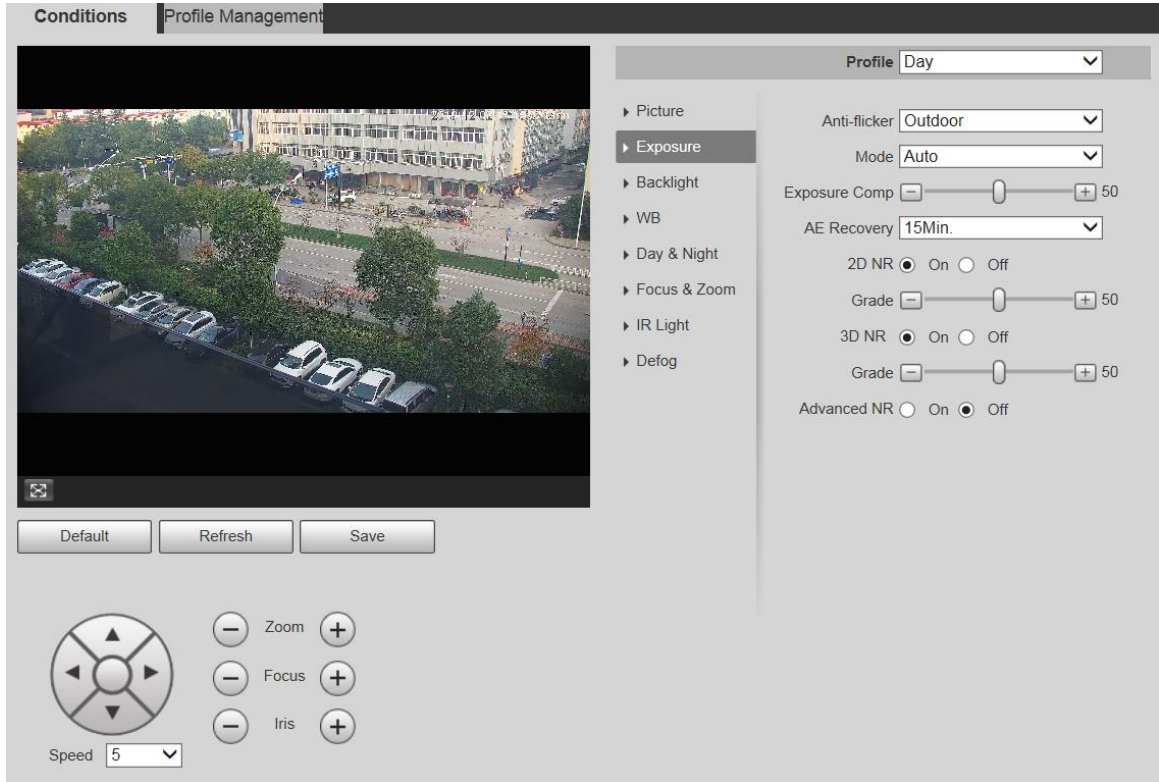 Conditions
Profile Management
Profile Day
Picture
Exposure
Backlight
WB
Day & Night
Focus & Zoom
IR Light
Defog
Anti-flicker Outdoor
Mode Auto
Exposure Comp 50
AE Recovery 15Min.
2D NR On Off
Grade 50
3D NR On Off
Grade 50
Advanced NR On Off
Default Refresh Save
Zoom
Focus
Iris
Speed 5